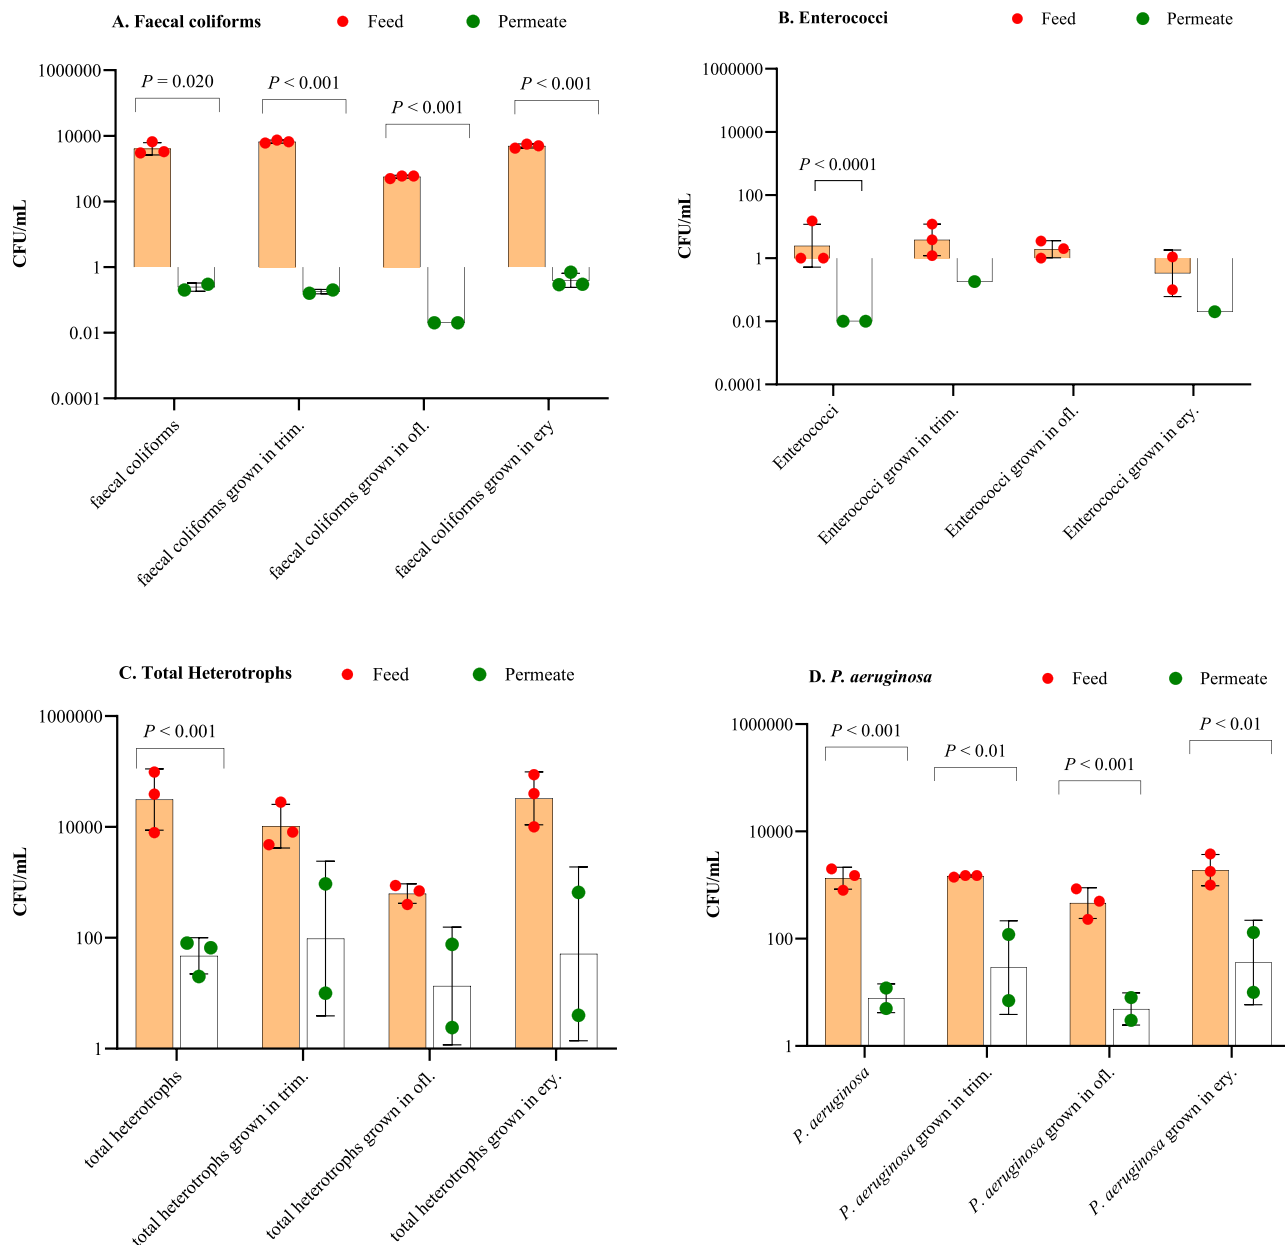 A. Faecal coliforms
Feed
Permeate
CFU/mL
1000000
10000
100
1
0.01
0.0001
P = 0.020
P < 0.001
P < 0.001
P < 0.001
faecal coliforms
faecal coliforms grown in trim.
faecal coliforms grown in ofl.
faecal coliforms grown in ery
B. Enterococci
Feed
Permeate
CFU/mL
1000000
10000
100
1
0.01
0.0001
P < 0.0001
Enterococci
Enterococci grown in trim.
Enterococci grown in ofl.
Enterococci grown in ery.
C. Total Heterotrophs
Feed
Permeate
CFU/mL
1000000
10000
100
1
P < 0.001
total heterotrophs
total heterotrophs grown in trim.
total heterotrophs grown in ofl.
total heterotrophs grown in ery.
D. P. aeruginosa
Feed
Permeate
CFU/mL
1000000
10000
100
1
P < 0.001
P < 0.01
P < 0.001
P < 0.01
P. aeruginosa
P. aeruginosa grown in trim.
P. aeruginosa grown in ofl.
P. aeruginosa grown in ery.